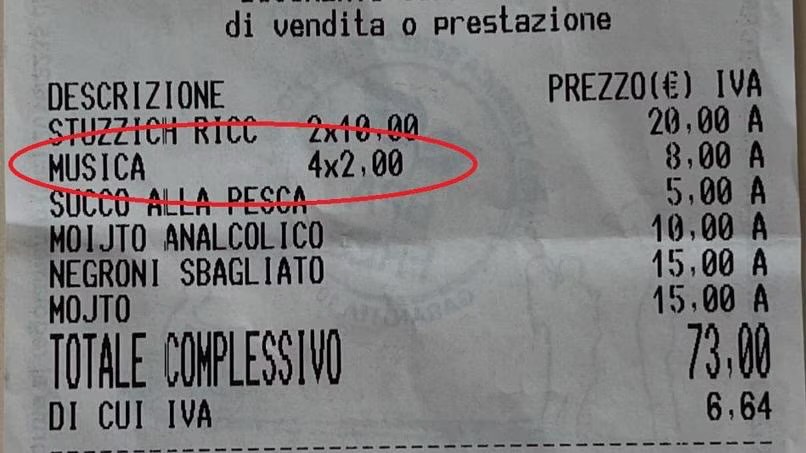 di vendita o prestazione
DESCRIZIONE PREZZO(€) IVA
STUZZICH RICC 2x10,00 20,00 A
MUSICA 4x2,00 8,00 A
SUCCO ALLA PESCA 5,00 A
MOIJTO ANALCOLICO 10,00 A
NEGRONI SBAGLIATO 15,00 A
MOJTO 15,00 A
TOTALE COMPLESSIVO 73,00
DI CUI IVA 6,64